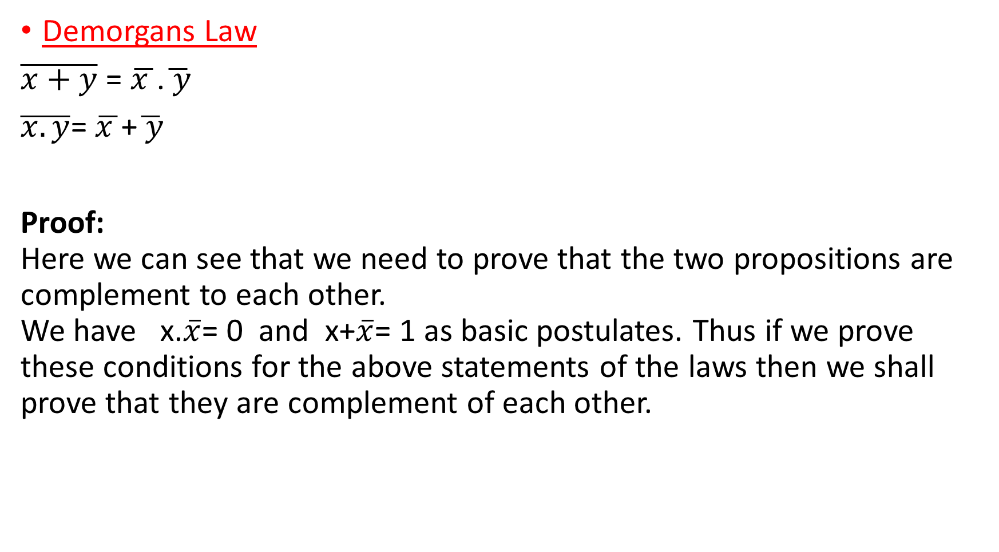 • Demorgans Law
$\overline{x + y}$ = $\overline{x}$ . $\overline{y}$
$\overline{x . y}$= $\overline{x}$ + $\overline{y}$
Proof:
Here we can see that we need to prove that the two propositions are
complement to each other.
We have x.$\overline{x}$= 0 and x+$\overline{x}$= 1 as basic postulates. Thus if we prove
these conditions for the above statements of the laws then we shall
prove that they are complement of each other.